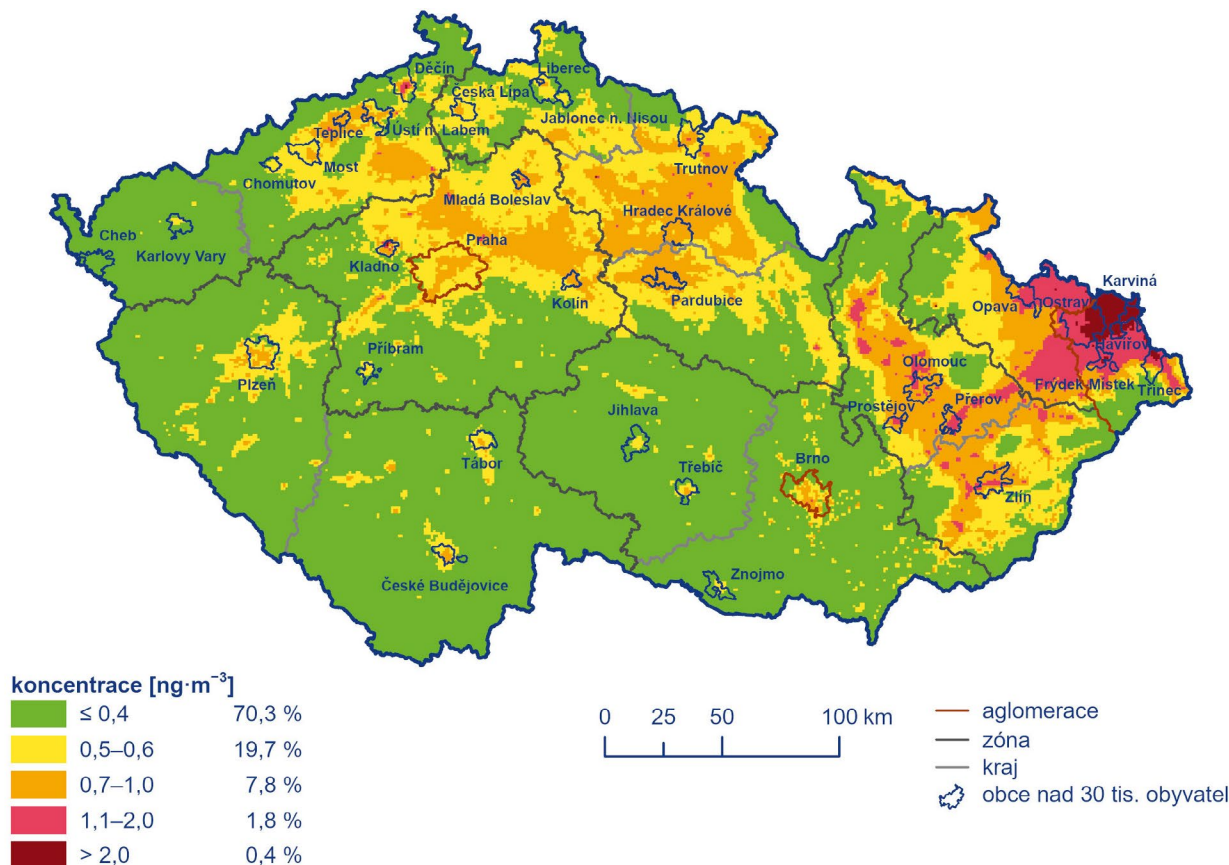 Děčín
Liberec
Česká Lípa
Jablonec n. Nisou
Teplice
Ústí n. Labem
Most
Chomutov
Trutnov
Mladá Boleslav
Hradec Králové
Cheb
Karlovy Vary
Praha
Kladno
Kolín
Pardubice
Karviná
Opava
Ostrav
Havířov
Příbram
Plzeň
Olomouc
Frýdek Místek
Třinec
Prostějov
Přerov
Jihlava
Tábor
Třebíč
Brno
Zlín
České Budějovice
Znojmo
koncentrace [ng·m⁻³]
≤ 0,4 70,3 %
0,5–0,6 19,7 %
0,7–1,0 7,8 %
1,1–2,0 1,8 %
> 2,0 0,4 %
0 25 50 100 km
aglomerace
zóna
kraj
obce nad 30 tis. obyvatel